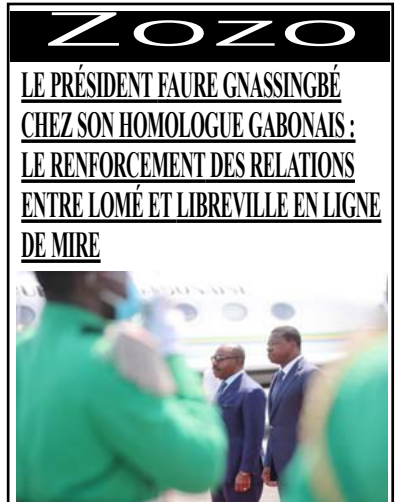 ZOZO
LE PRÉSIDENT FAURE GNASSINGBÉ
CHEZ SON HOMOLOGUE GABONAIS :
LE RENFORCEMENT DES RELATIONS
ENTRE LOMÉ ET LIBREVILLE EN LIGNE
DE MIRE